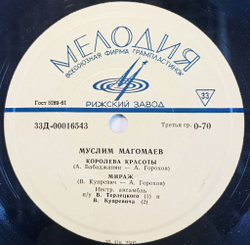 МЕЛОДИЯ
ВСЕСОЮЗНАЯ ФИРМА ГРАМПЛАСТИНОК
Гост 5289-61
33
РИЖСКИЙ ЗАВОД
33Д-00016543
Третья гр. 0-70
МУСЛИМ МАГОМАЕВ
КОРОЛЕВА КРАСОТЫ
(А. Бабаджанян — А. Горохов)
МИРАЖ
(В. Купревич — А. Горохов)
Инстр. ансамбль
п/у В. Терлецкого (1) и
В. Купревича (2)